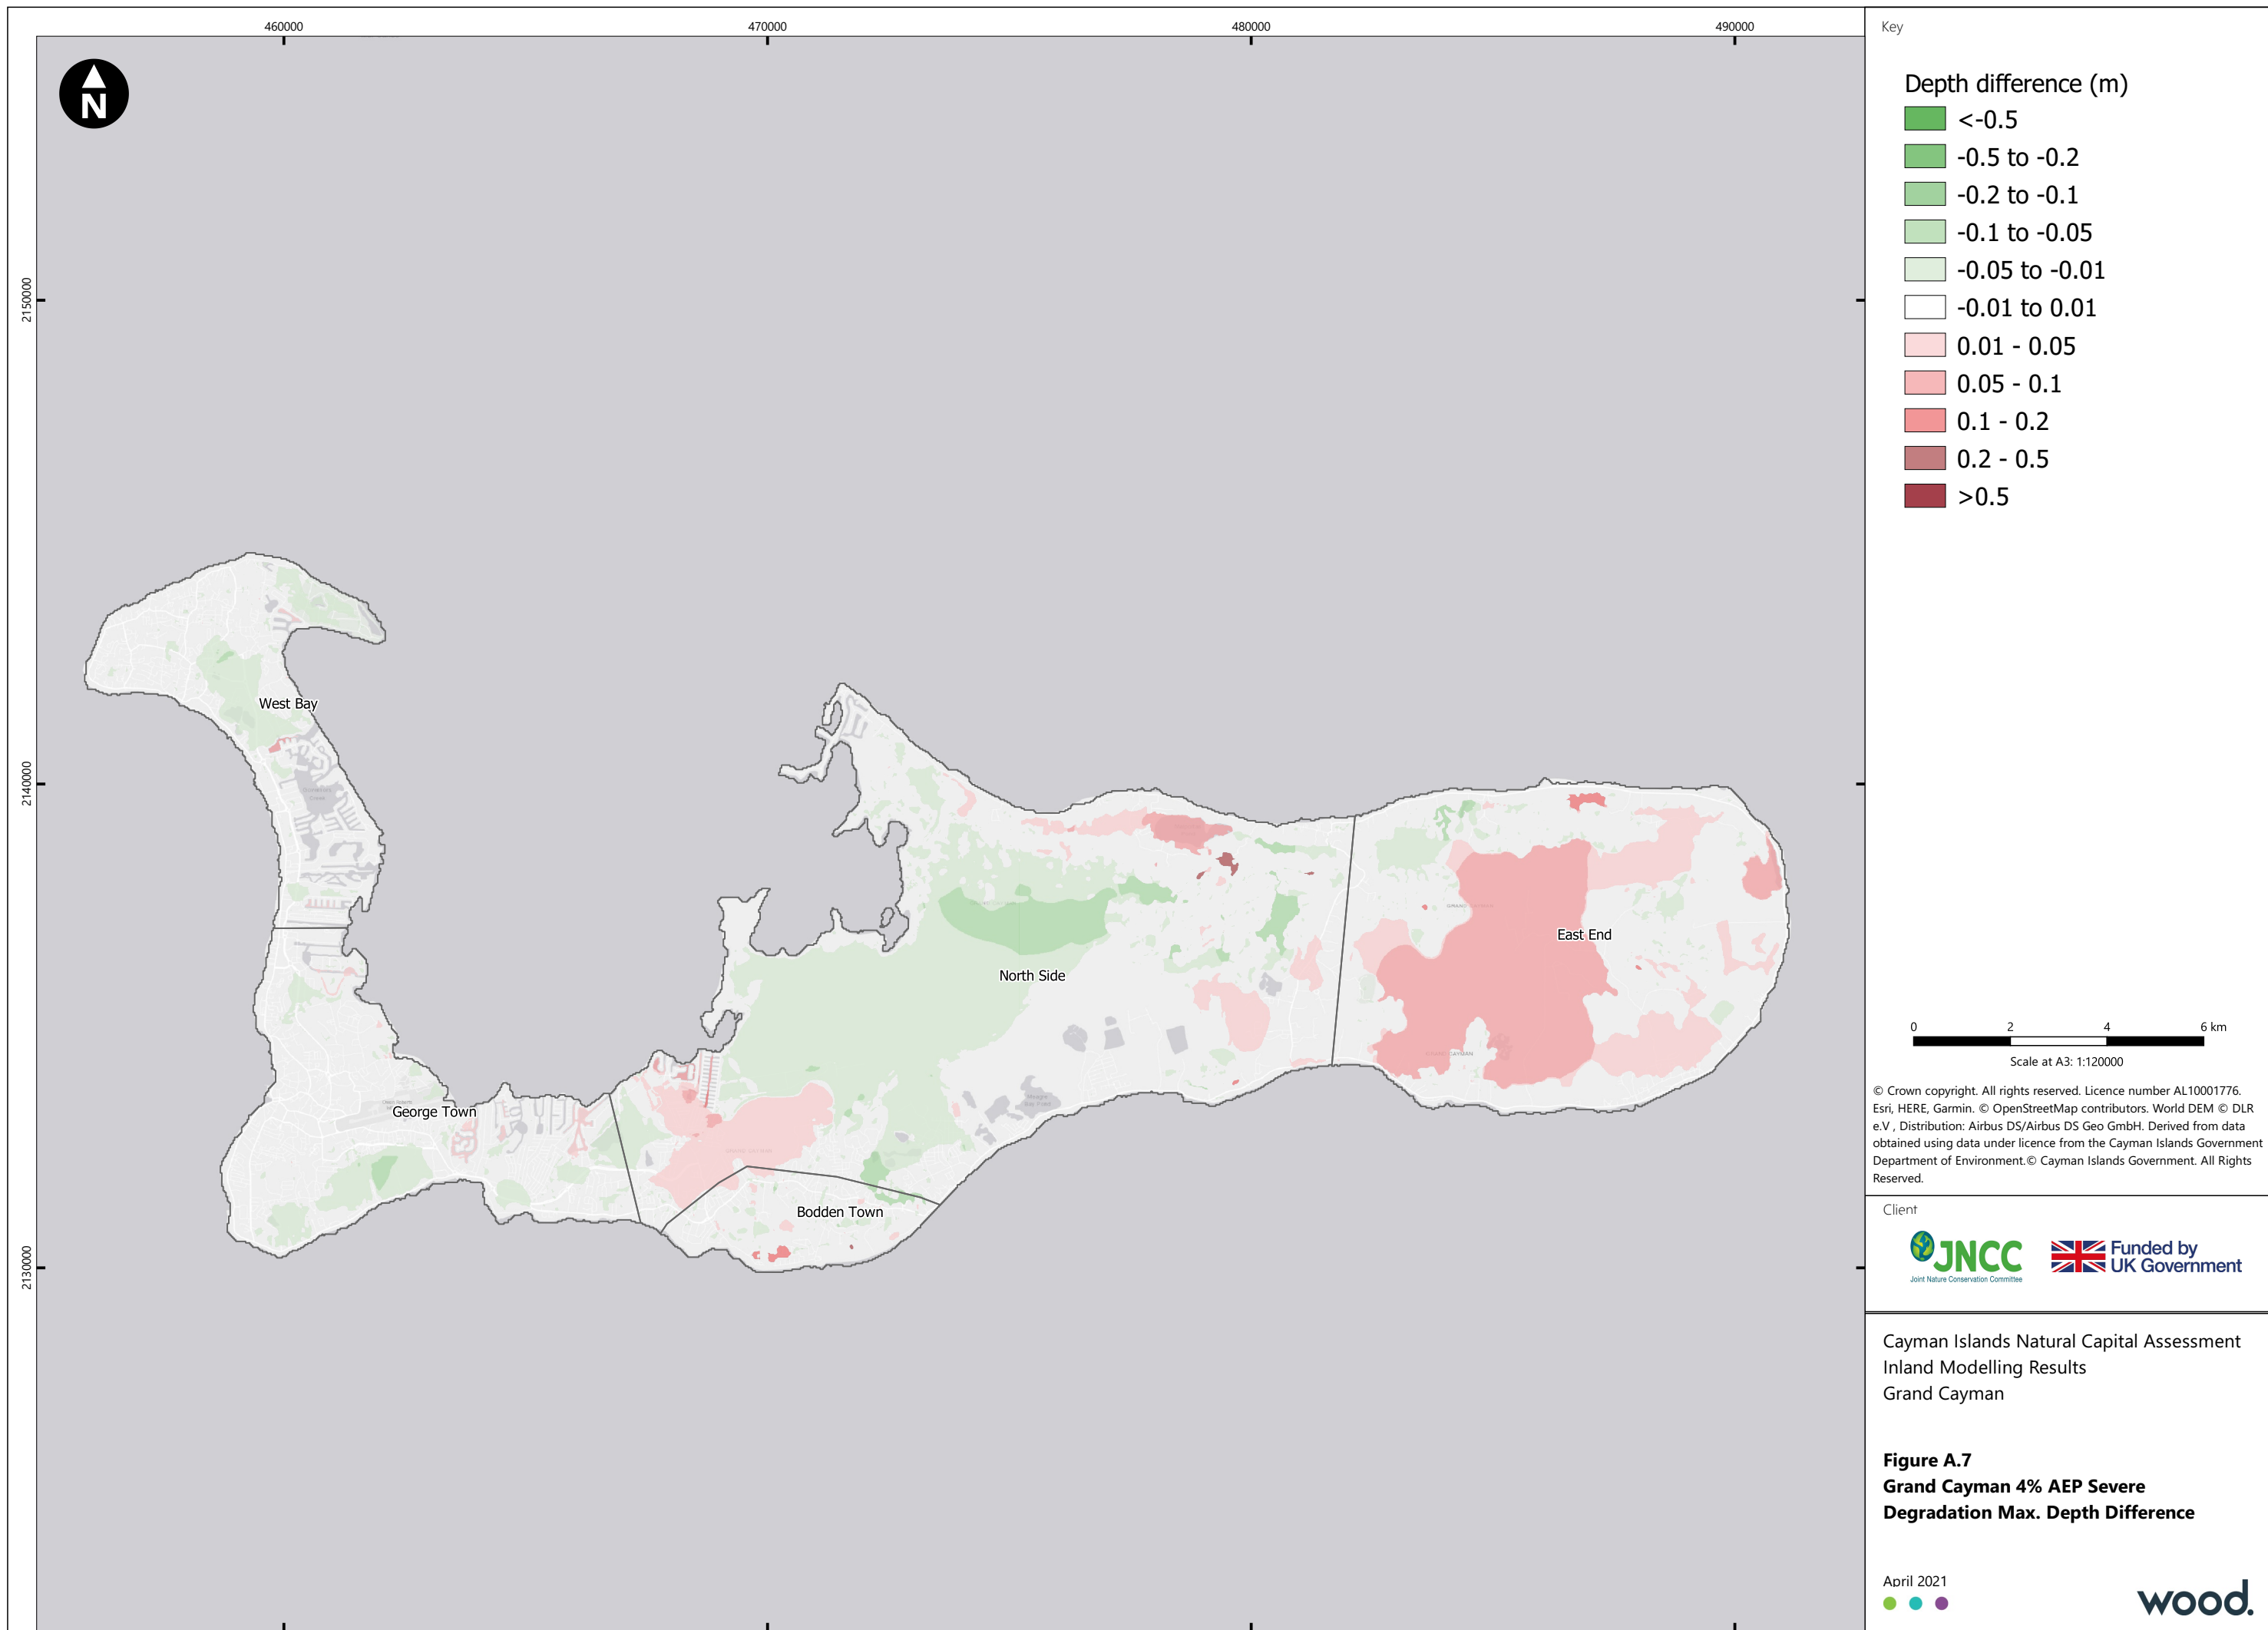 460000
470000
480000
490000
2150000
2140000
2130000
N
West Bay
George Town
North Side
Bodden Town
East End
Key
Depth difference (m)
<-0.5
-0.5 to -0.2
-0.2 to -0.1
-0.1 to -0.05
-0.05 to -0.01
-0.01 to 0.01
0.01 - 0.05
0.05 - 0.1
0.1 - 0.2
0.2 - 0.5
>0.5
0 2 4 6 km
Scale at A3: 1:120000
© Crown copyright. All rights reserved. Licence number AL10001776.
Esri, HERE, Garmin. © OpenStreetMap contributors. World DEM © DLR
e.V , Distribution: Airbus DS/Airbus DS Geo GmbH. Derived from data
obtained using data under licence from the Cayman Islands Government
Department of Environment.© Cayman Islands Government. All Rights
Reserved.
Client
JNCC
Joint Nature Conservation Committee
Funded by
UK Government
Cayman Islands Natural Capital Assessment
Inland Modelling Results
Grand Cayman
Figure A.7
Grand Cayman 4% AEP Severe
Degradation Max. Depth Difference
April 2021
wood.